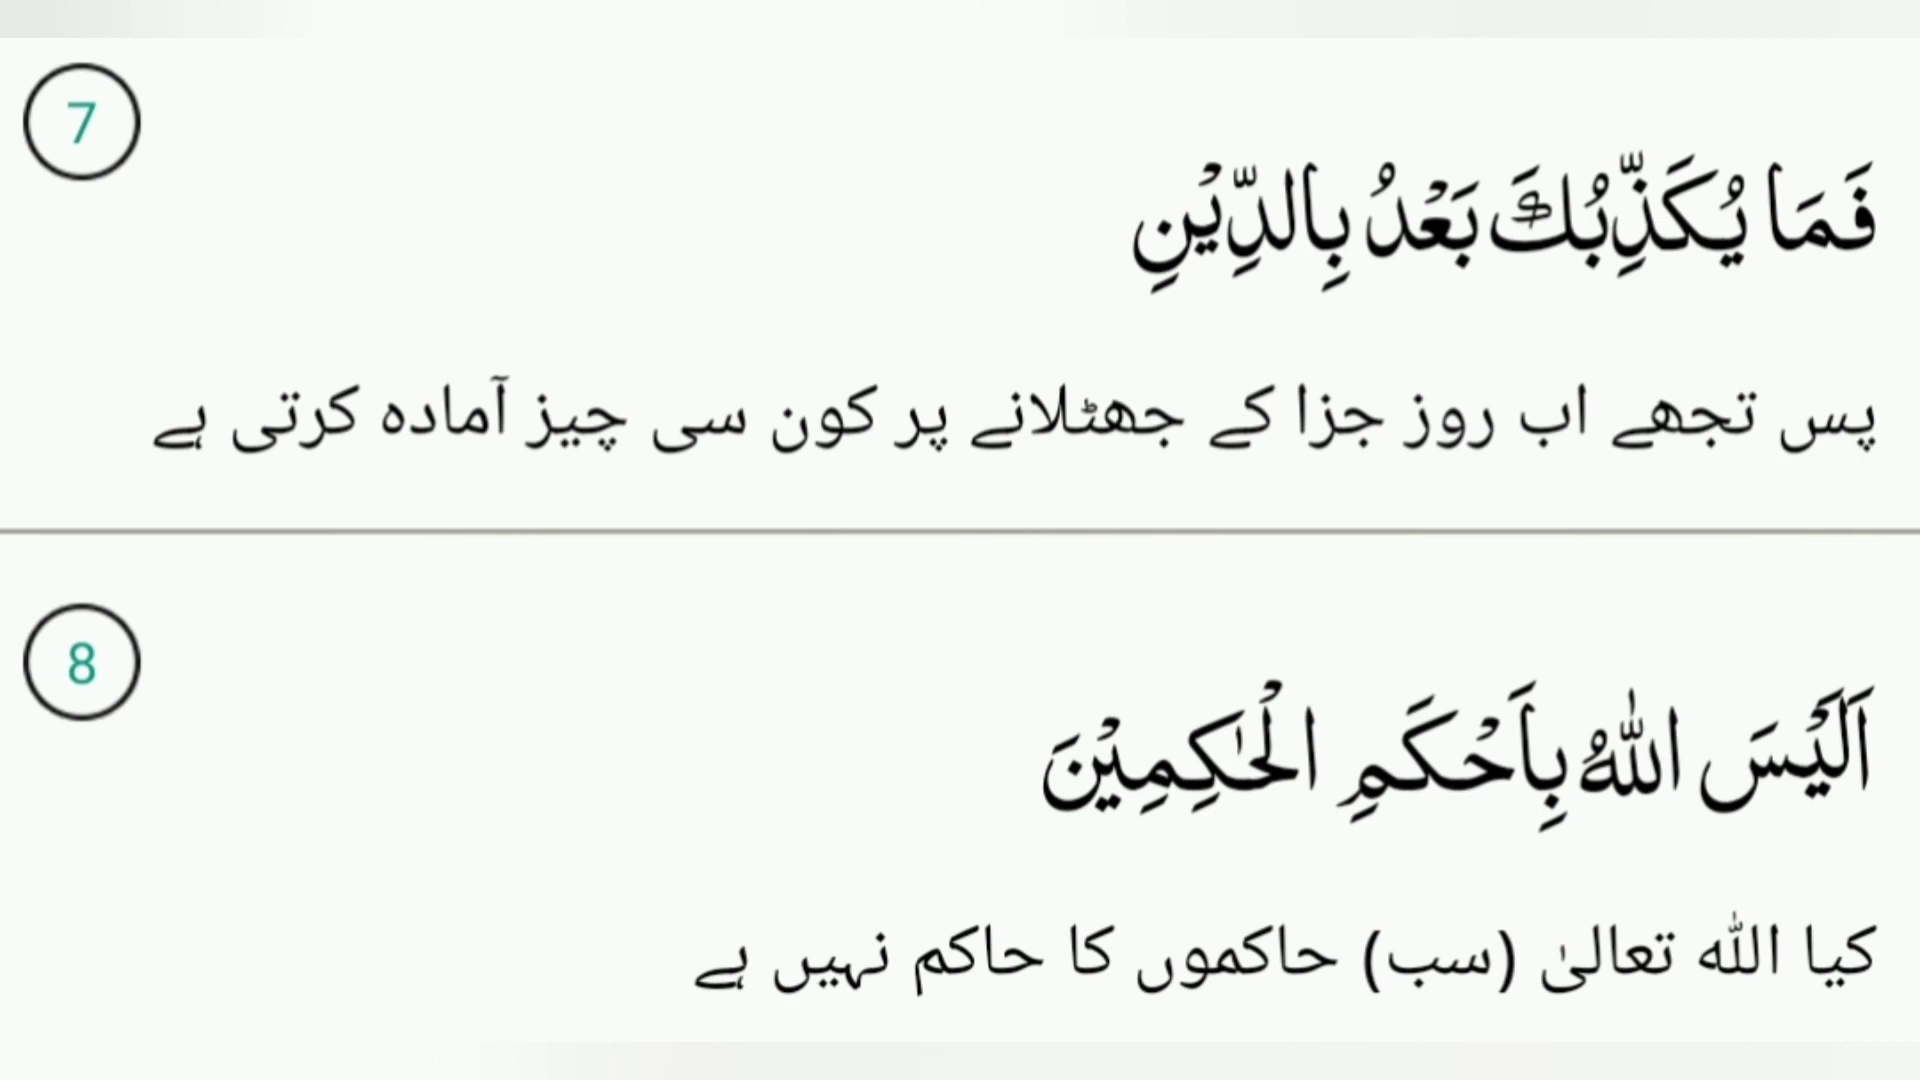 7
فَمَا يُكَذِّبُكَ بَعْدُ بِالدِّيْنِ
پس تجھے اب روز جزا کے جھٹلانے پر کون سی چیز آمادہ کرتی ہے
8
اَلَيْسَ اللّٰهُ بِاَحْكَمِ الْحٰكِمِيْنَ
کیا اللہ تعالیٰ (سب) حاکموں کا حاکم نہیں ہے